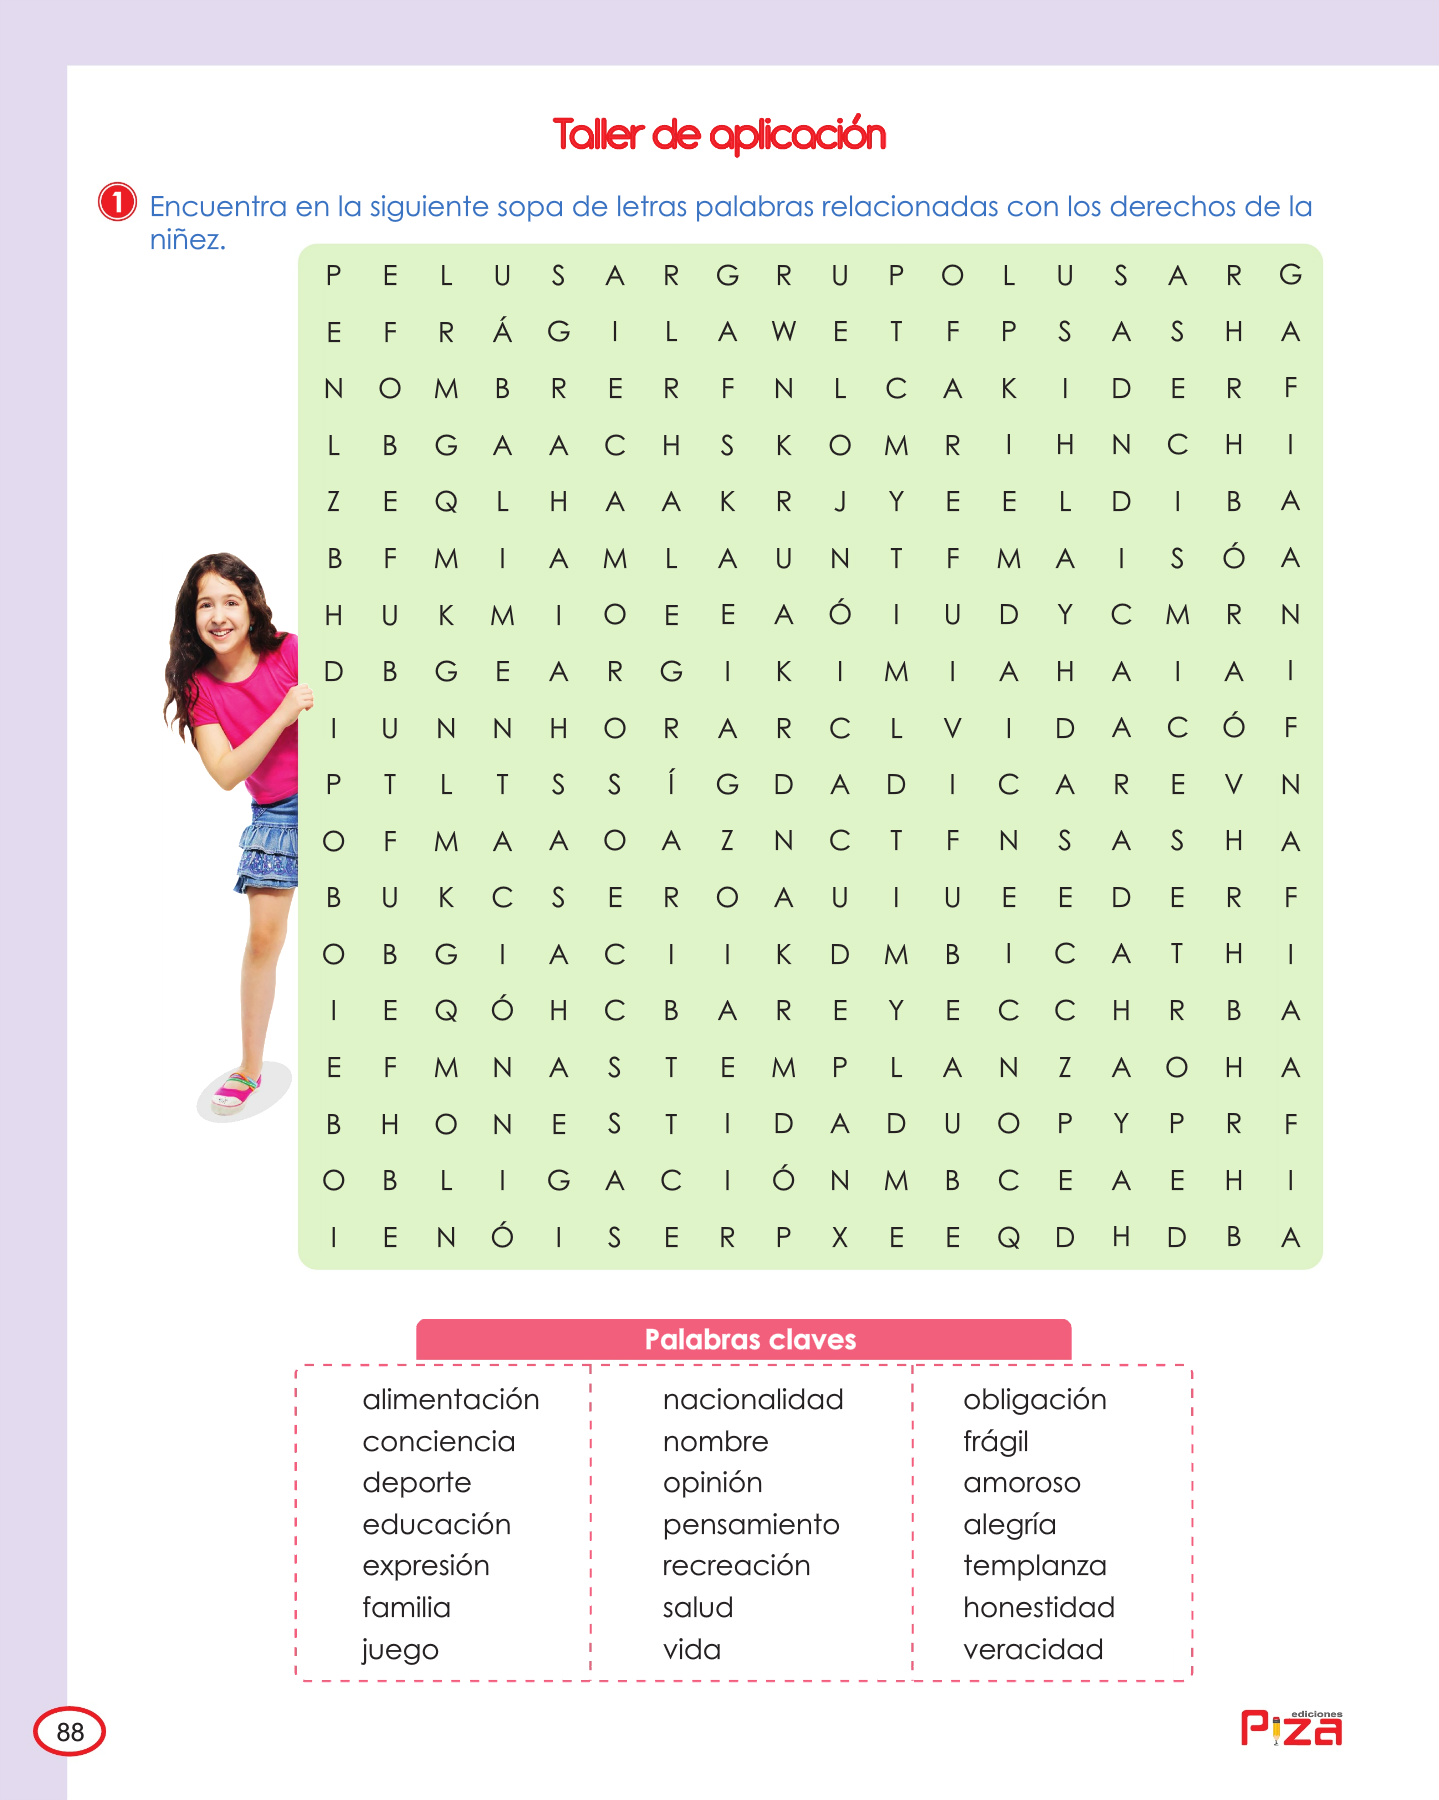 Taller de aplicación
1 Encuentra en la siguiente sopa de letras palabras relacionadas con los derechos de la
niñez.
P E L U S A R G R U P O L U S A R G
E F R Á G I L A W E T F P S A S H A
N O M B R E R F N L C A K I D E R F
L B G A A C H S K O M R I H N C H I
Z E Q L H A A K R J Y E E L D I B A
B F M I A M L A U N T F M A I S Ó A
H U K M I O E E A Ó I U D Y C M R N
D B G E A R G I K I M I A H A I A I
I U N N H O R A R C L V I D A C Ó F
P T L T S S Í G D A D I C A R E V N
O F M A A O A Z N C T F N S A S H A
B U K C S E R O A U I U E E D E R F
O B G I A C I I K D M B I C A T H I
I E Q Ó H C B A R E Y E C C H R B A
E F M N A S T E M P L A N Z A O H A
B H O N E S T I D A D U O P Y P R F
O B L I G A C I Ó N M B C E A E H I
I E N Ó I S E R P X E E Q D H D B A
Palabras claves
alimentación nacionalidad obligación
conciencia nombre frágil
deporte opinión amoroso
educación pensamiento alegría
expresión recreación templanza
familia salud honestidad
juego vida veracidad
88
ediciones
Piza